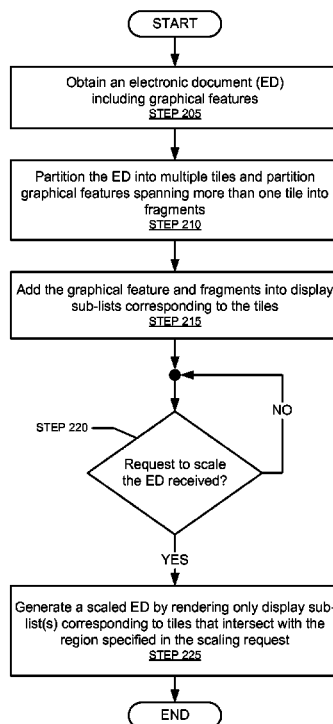 START
Obtain an electronic document (ED)
including graphical features
STEP 205
Partition the ED into multiple tiles and partition
graphical features spanning more than one tile into
fragments
STEP 210
Add the graphical feature and fragments into display
sub-lists corresponding to the tiles
STEP 215
NO
STEP 220
Request to scale
the ED received?
YES
Generate a scaled ED by rendering only display sub-
list(s) corresponding to tiles that intersect with the
region specified in the scaling request
STEP 225
END